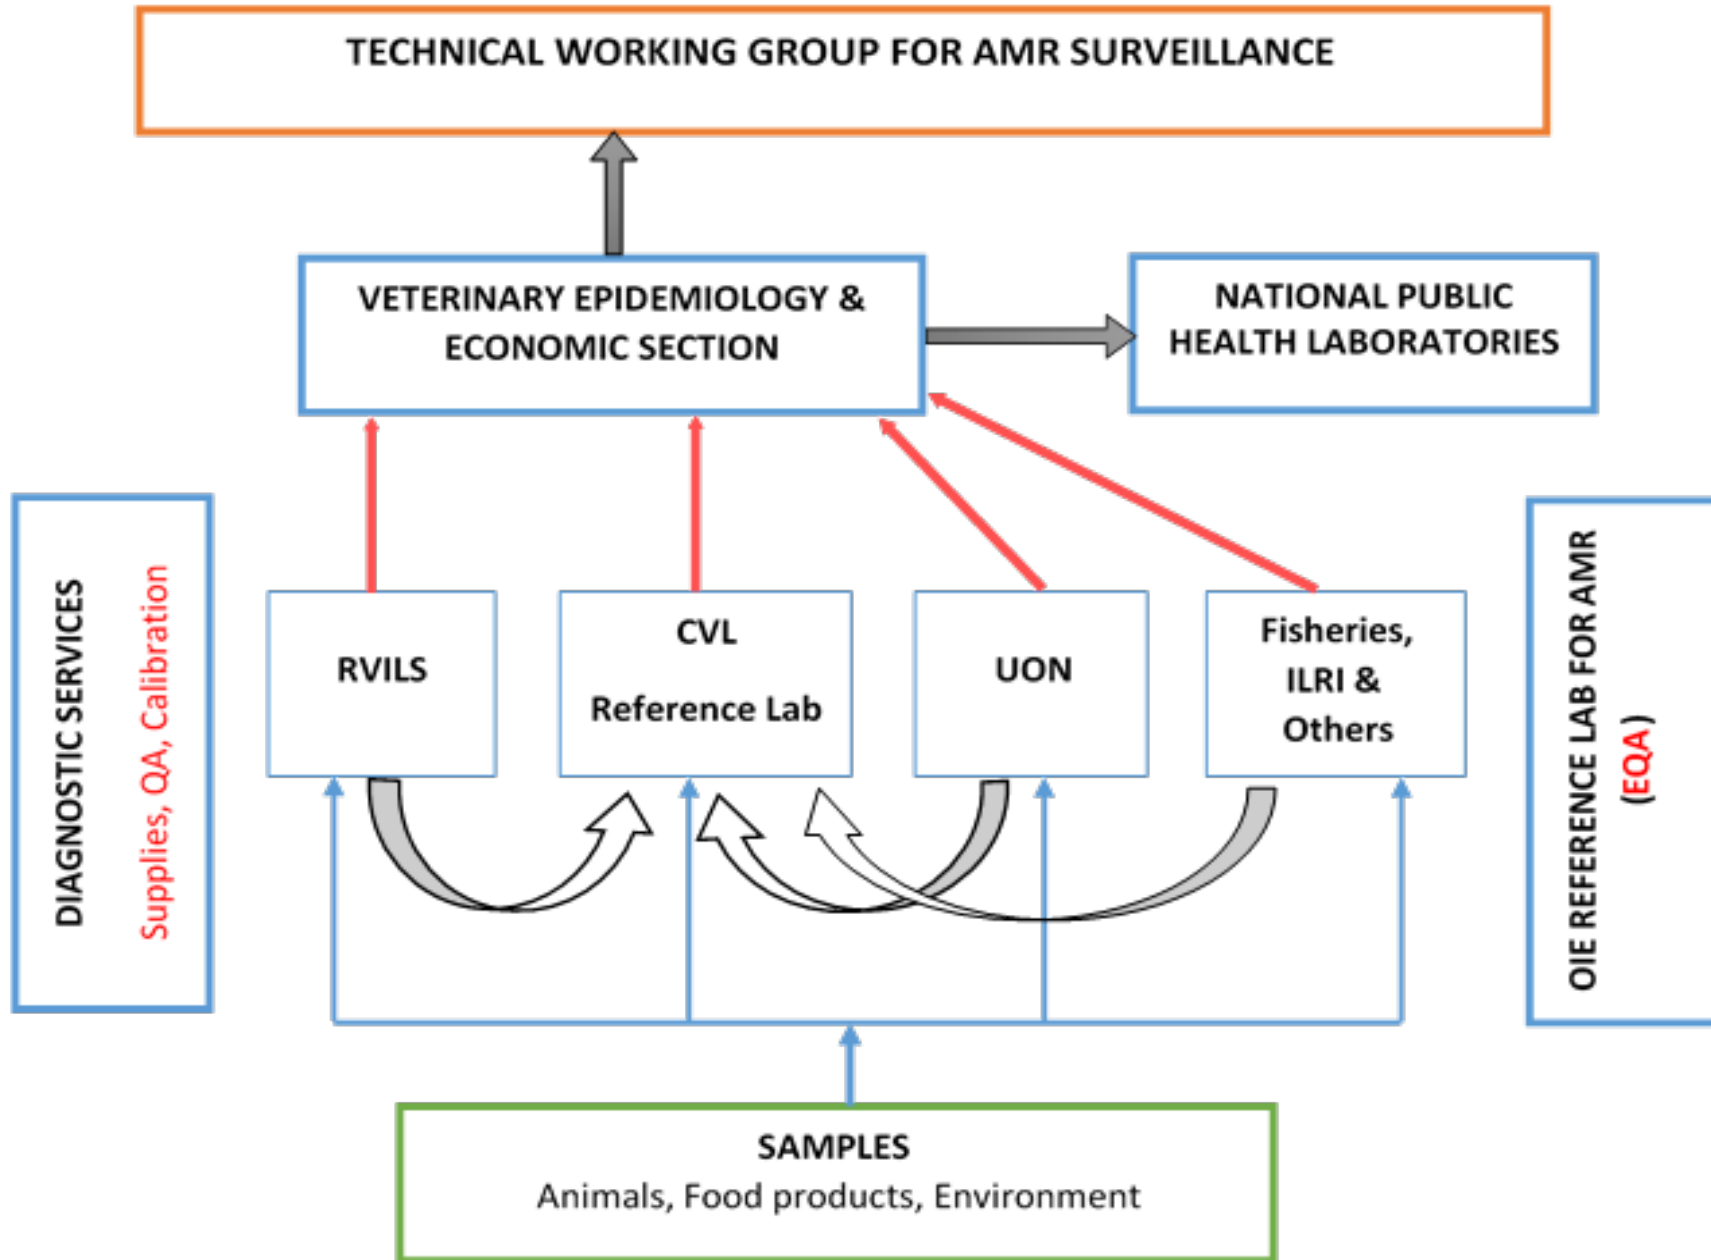 TECHNICAL WORKING GROUP FOR AMR SURVEILLANCE
VETERINARY EPIDEMIOLOGY &
ECONOMIC SECTION
NATIONAL PUBLIC
HEALTH LABORATORIES
DIAGNOSTIC SERVICES
Supplies, QA, Calibration
RVILS
CVL
Reference Lab
UON
Fisheries,
ILRI &
Others
OIE REFERENCE LAB FOR AMR
(EQA)
SAMPLES
Animals, Food products, Environment